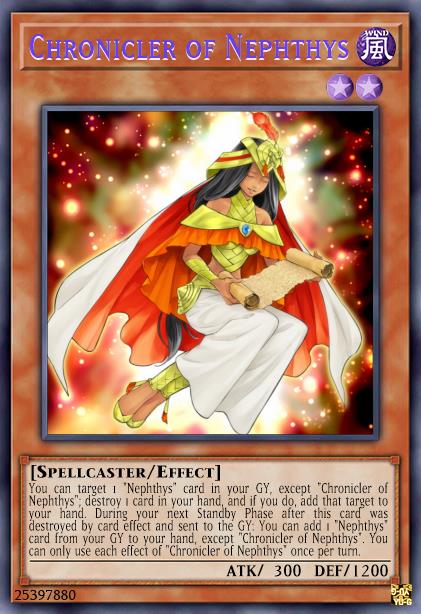 Chronicler of Nephthys
WIND
風
[Spellcaster/Effect]
You can target 1 "Nephthys" card in your GY, except "Chronicler of
Nephthys"; destroy 1 card in your hand, and if you do, add that target to
your hand. During your next Standby Phase after this card was
destroyed by card effect and sent to the GY: You can add 1 "Nephthys"
card from your GY to your hand, except "Chronicler of Nephthys". You
can only use each effect of "Chronicler of Nephthys" once per turn.
ATK/ 300 DEF/1200
25397880